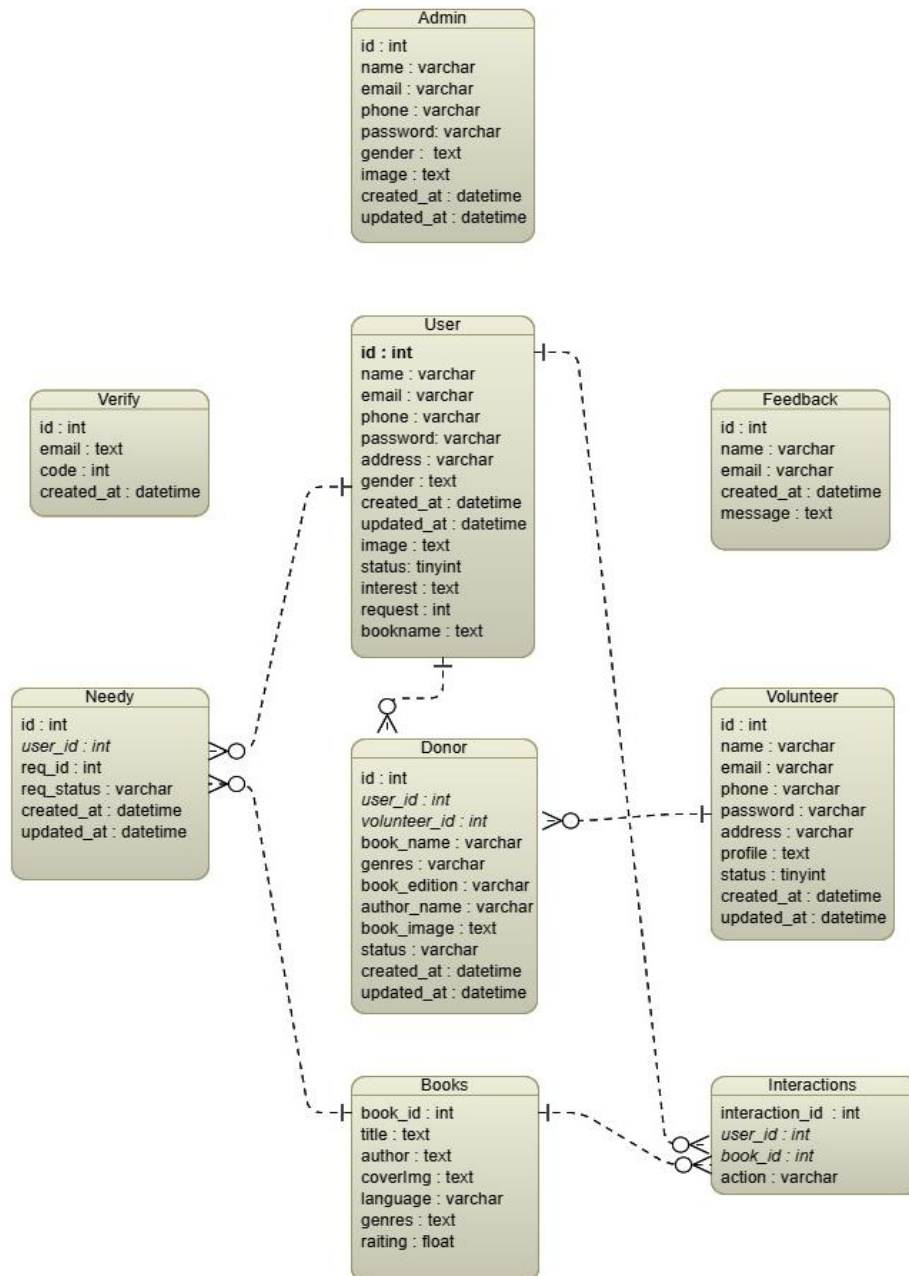 Admin
id : int
name : varchar
email : varchar
phone : varchar
password: varchar
gender :  text
image : text
created_at : datetime
updated_at : datetime
User
id : int
name : varchar
email : varchar
phone : varchar
password: varchar
address : varchar
gender : text
created_at : datetime
updated_at : datetime
image : text
status: tinyint
interest : text
request : int
bookname : text
Verify
id : int
email : text
code : int
created_at : datetime
Feedback
id : int
name : varchar
email : varchar
created_at : datetime
message : text
Needy
id : int
user_id : int
req_id : int
req_status : varchar
created_at : datetime
updated_at : datetime
Donor
id : int
user_id : int
volunteer_id : int
book_name : varchar
genres : varchar
book_edition : varchar
author_name : varchar
book_image : text
status : varchar
created_at : datetime
updated_at : datetime
Volunteer
id : int
name : varchar
email : varchar
phone : varchar
password : varchar
address : varchar
profile : text
status : tinyint
created_at : datetime
updated_at : datetime
Books
book_id : int
title : text
author : text
coverImg : text
language : varchar
genres : text
raiting : float
Interactions
interaction_id  : int
user_id : int
book_id : int
action : varchar